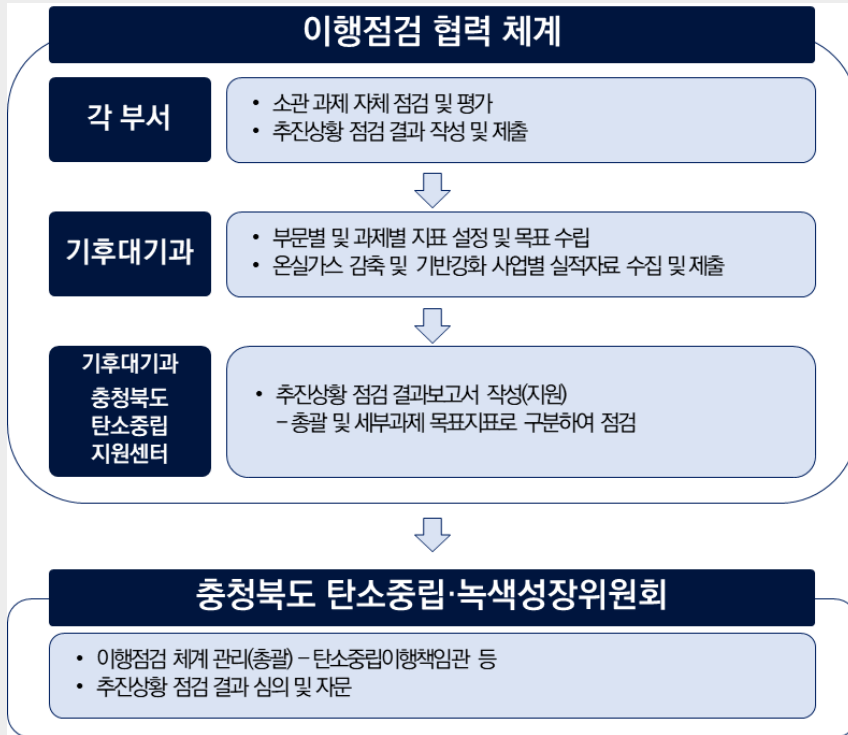 이행점검 협력 체계
각 부서
• 소관 과제 자체 점검 및 평가
• 추진상황 점검 결과 작성 및 제출
기후대기과
• 부문별 및 과제별 지표 설정 및 목표 수립
• 온실가스 감축 및 기반강화 사업별 실적자료 수집 및 제출
기후대기과
충청북도
탄소중립
지원센터
• 추진상황 점검 결과보고서 작성(지원)
– 총괄 및 세부과제 목표지표로 구분하여 점검
충청북도 탄소중립·녹색성장위원회
• 이행점검 체계 관리(총괄) – 탄소중립이행책임관 등
• 추진상황 점검 결과 심의 및 자문